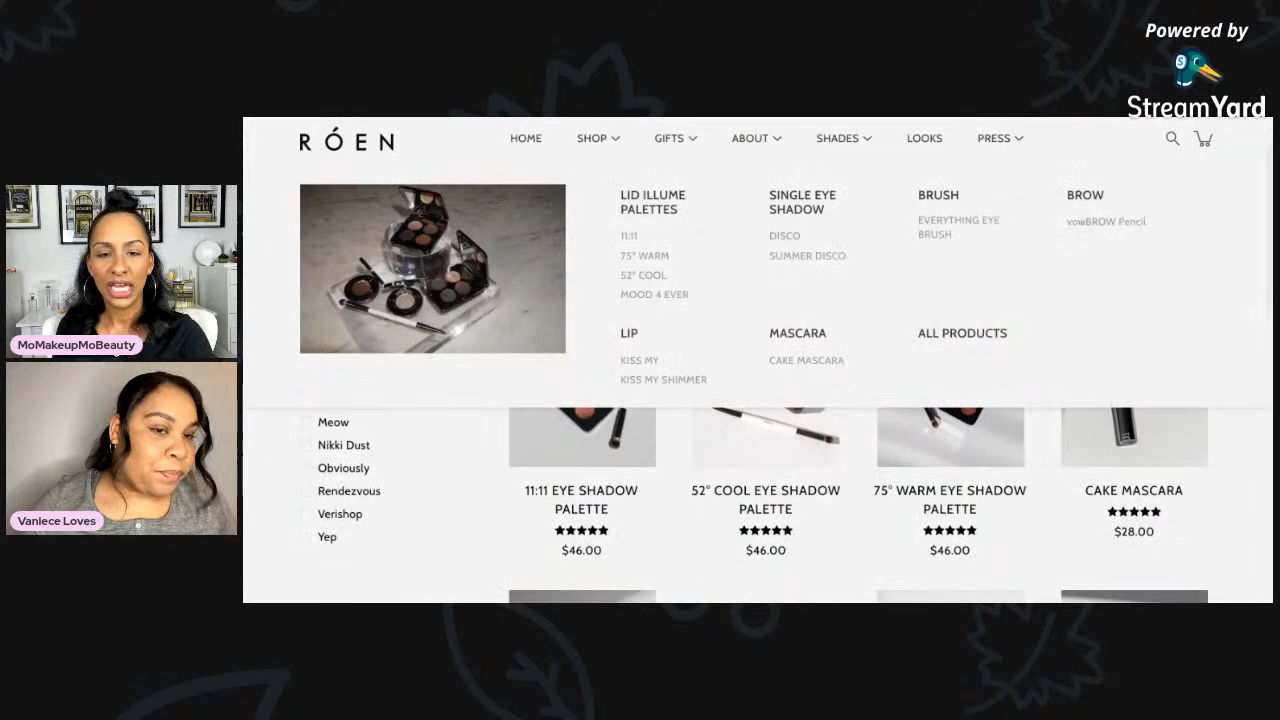 Powered by
StreamYard
RÓEN
HOME SHOP GIFTS ABOUT SHADES LOOKS PRESS
LID ILLUME
PALETTES
11:11
75° WARM
52° COOL
MOOD 4 EVER
SINGLE EYE
SHADOW
DISCO
SUMMER DISCO
BRUSH
EVERYTHING EYE
BRUSH
BROW
vowBROW Pencil
LIP
KISS MY
KISS MY SHIMMER
MASCARA
CAKE MASCARA
ALL PRODUCTS
MoMakeupMoBeauty
Vaniece Loves
Meow
Nikki Dust
Obviously
Rendezvous
Verishop
Yep
11:11 EYE SHADOW
PALETTE
$46.00
52° COOL EYE SHADOW
PALETTE
$46.00
75° WARM EYE SHADOW
PALETTE
$46.00
CAKE MASCARA
$28.00